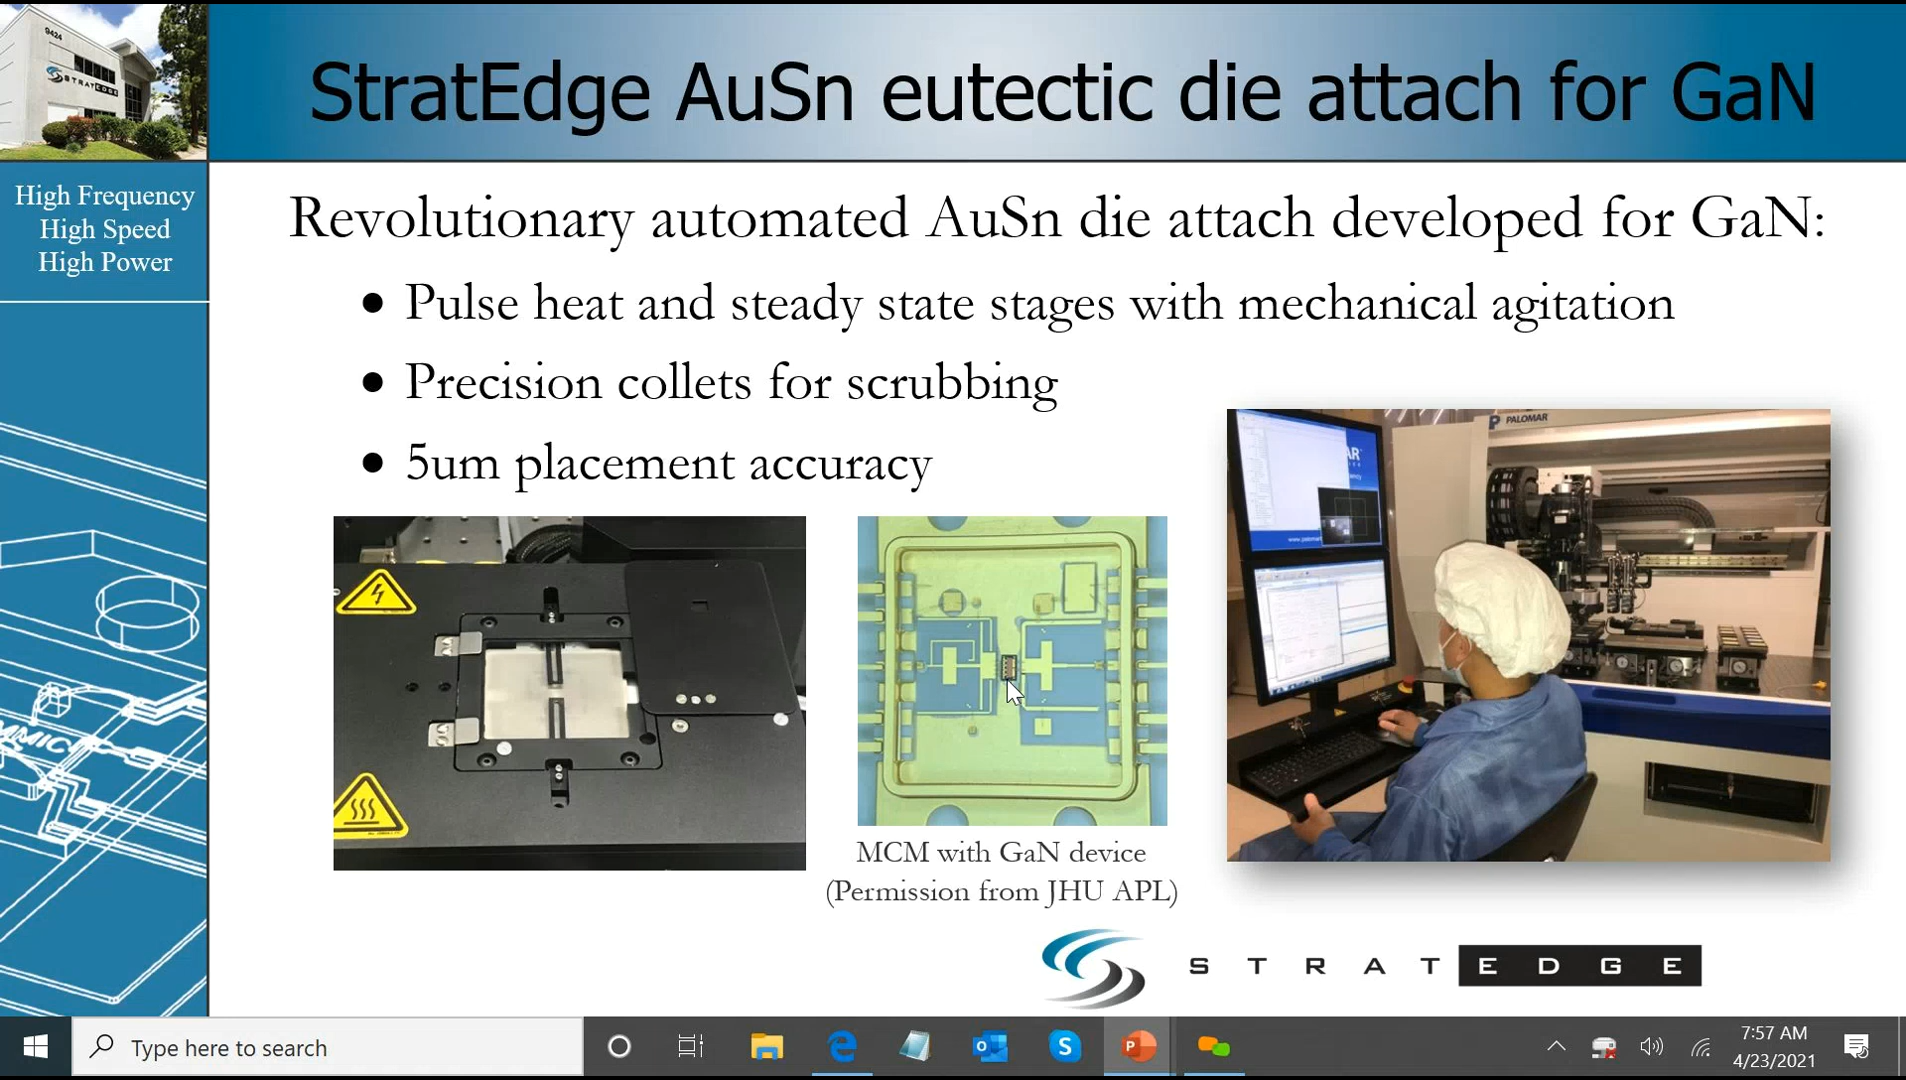 9424
STRATEDGE
StratEdge AuSn eutectic die attach for GaN
High Frequency
High Speed
High Power
Revolutionary automated AuSn die attach developed for GaN:
• Pulse heat and steady state stages with mechanical agitation
• Precision collets for scrubbing
• 5um placement accuracy
PALOMAR
MMIC
MCM with GaN device
(Permission from JHU APL)
STRATEDGE
Type here to search
7:57 AM
4/23/2021